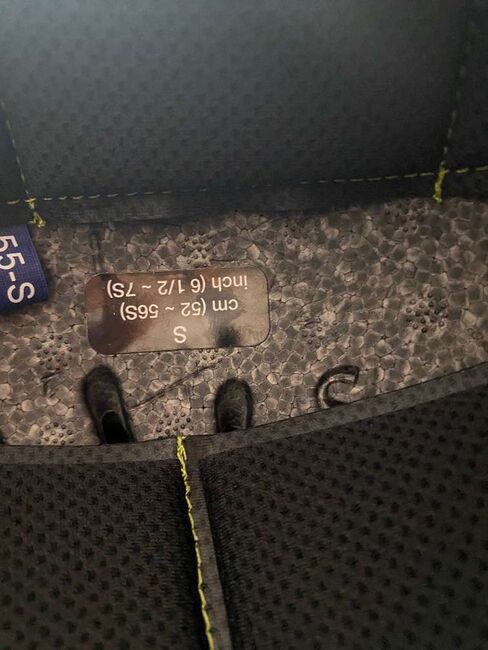 55-S
S
cm (52 ~ 56S)
inch (6 1/2 ~ 7S)